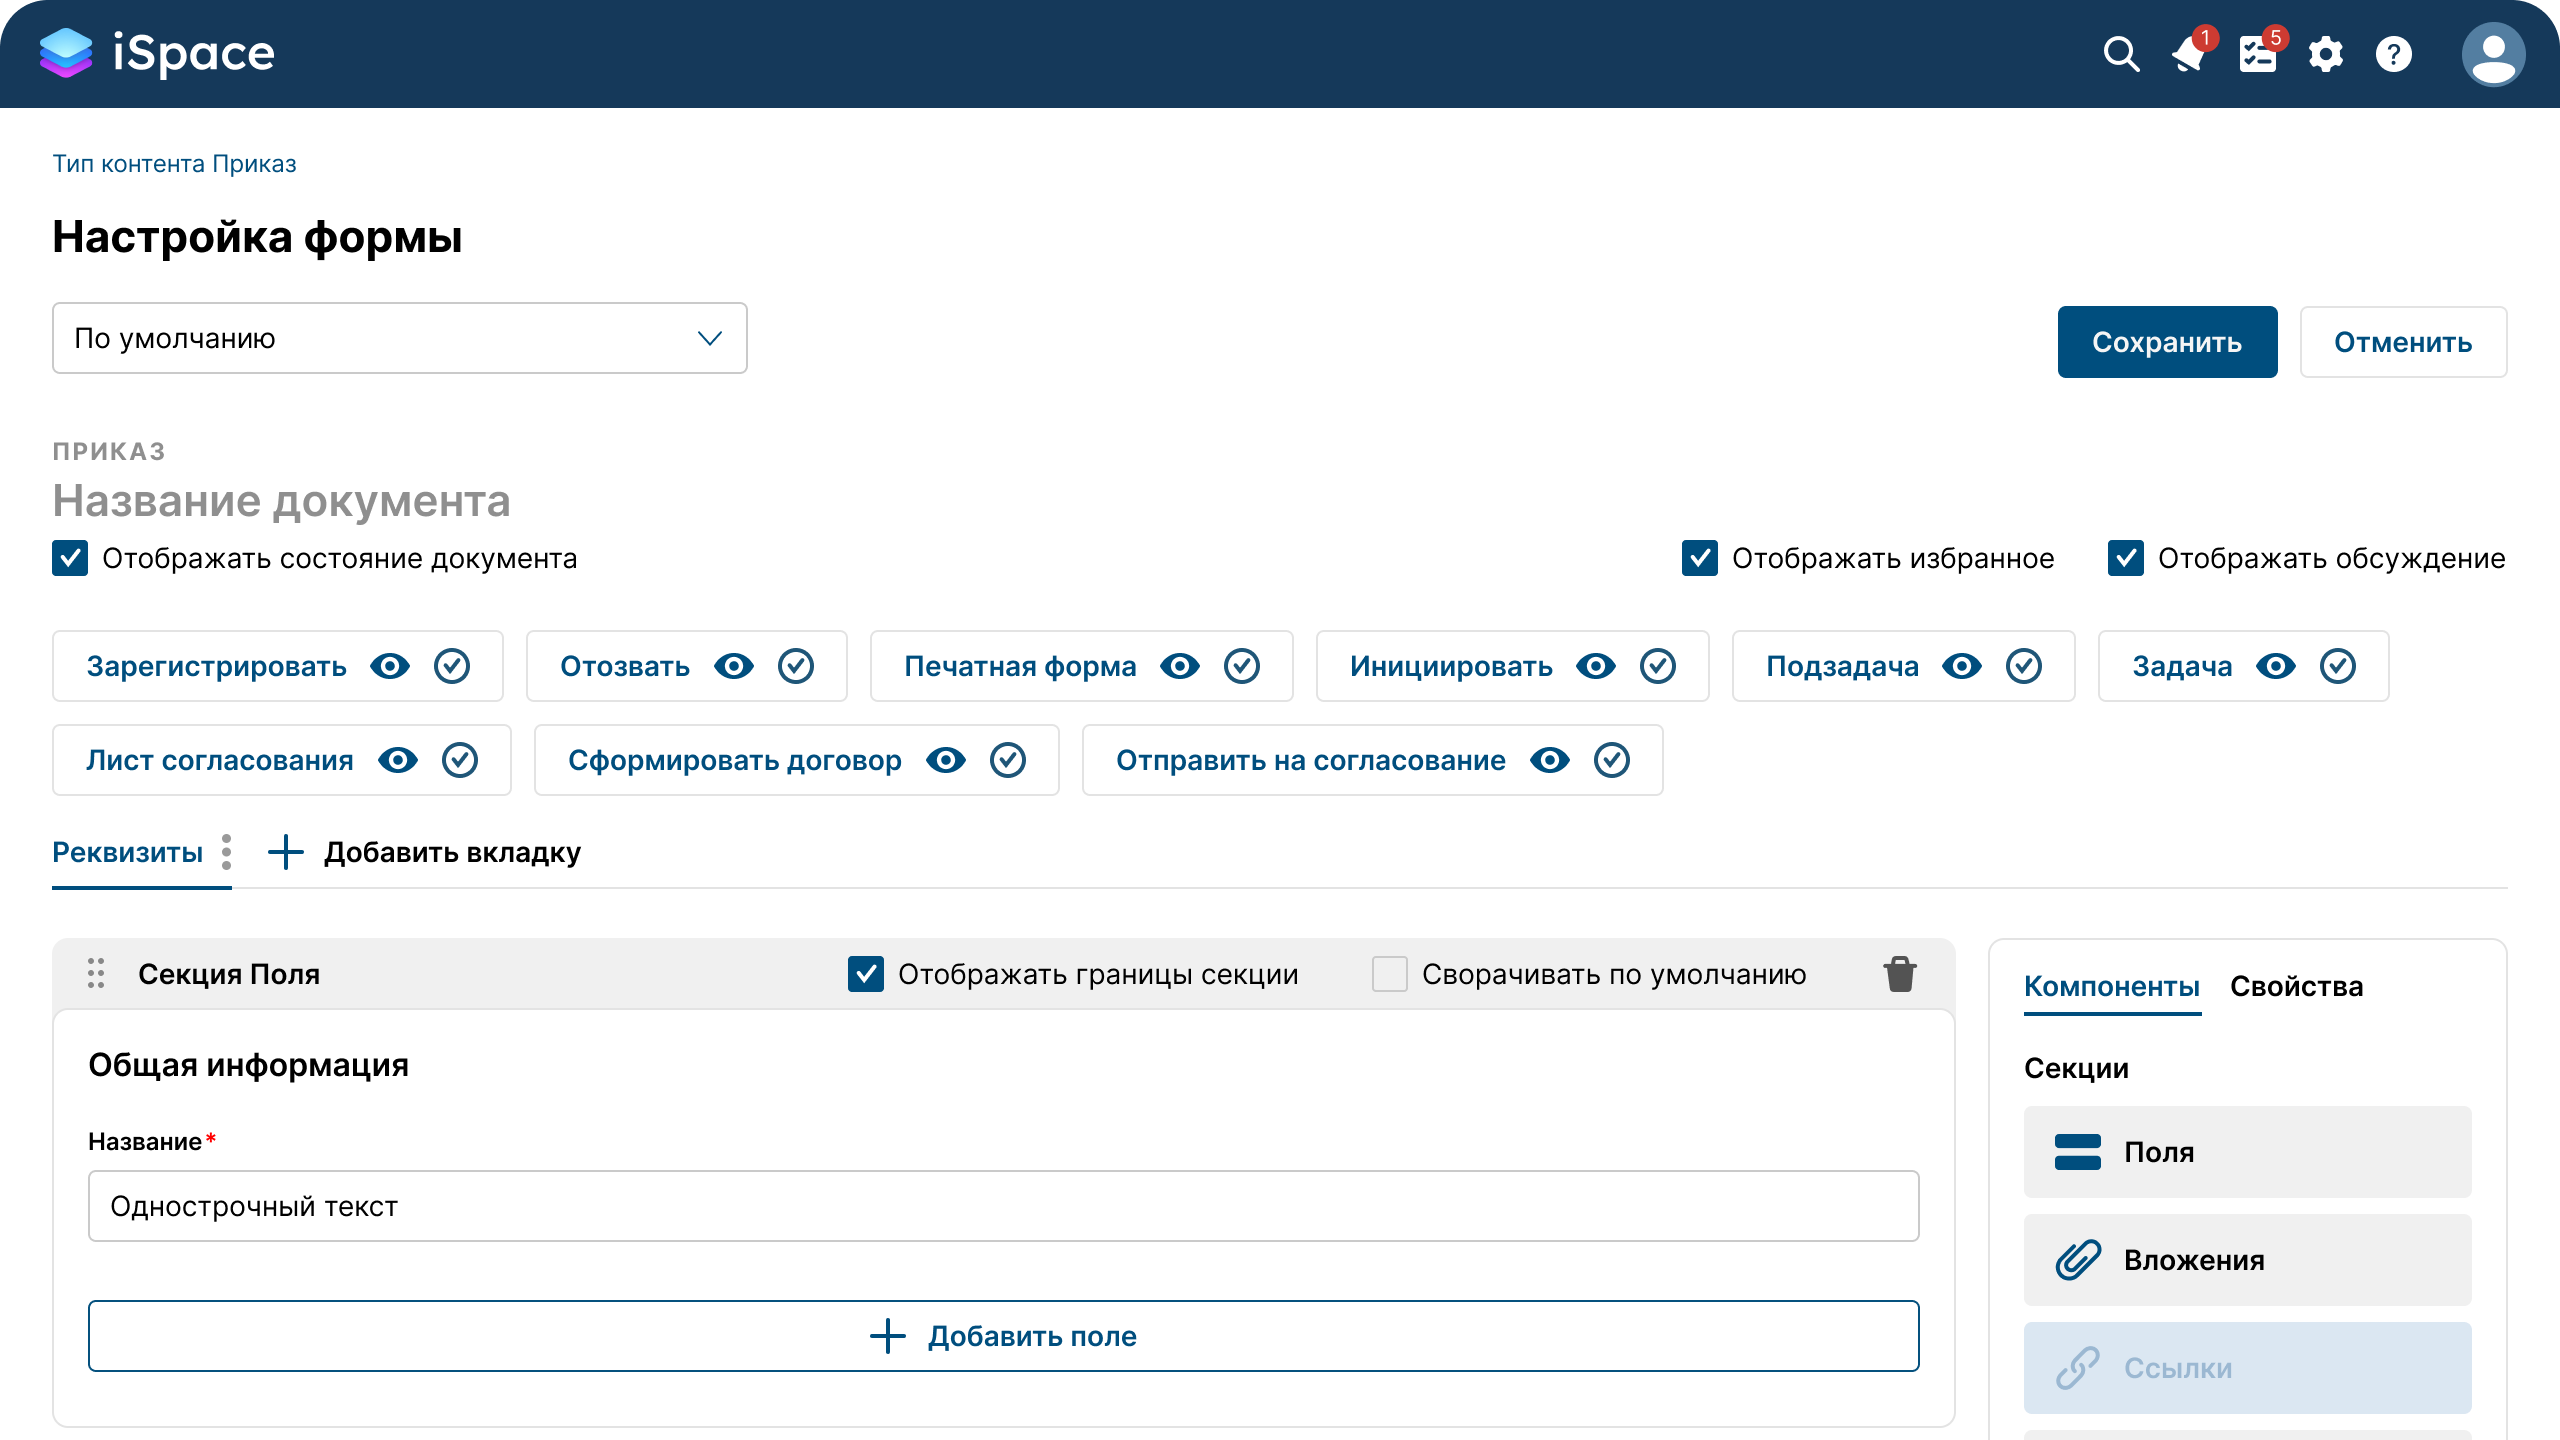 iSpace
1
5
Тип контента Приказ
Настройка формы
По умолчанию
Сохранить
Отменить
ПРИКАЗ
Название документа
Отображать состояние документа
Отображать избранное
Отображать обсуждение
Зарегистрировать
Отозвать
Печатная форма
Инициировать
Подзадача
Задача
Лист согласования
Сформировать договор
Отправить на согласование
Реквизиты
Добавить вкладку
Секция Поля
Отображать границы секции
Сворачивать по умолчанию
Общая информация
Название*
Однострочный текст
Добавить поле
Компоненты
Свойства
Секции
Поля
Вложения
Ссылки